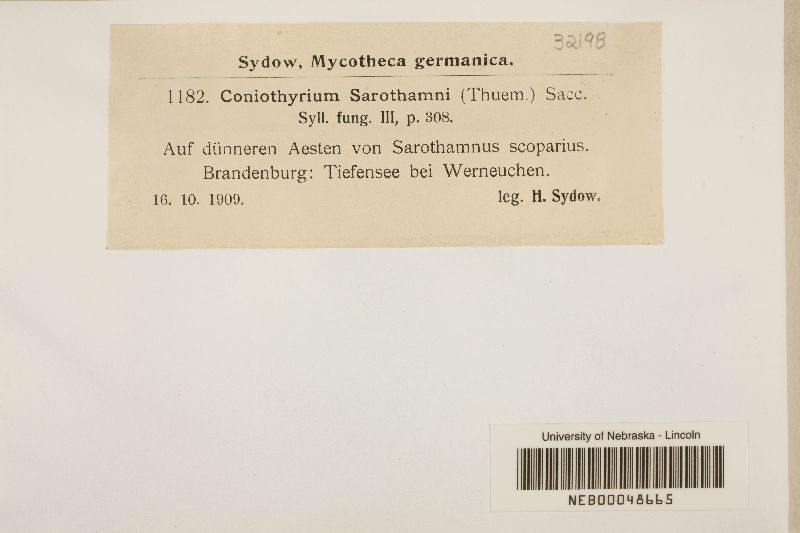 32198
Sydow, Mycotheca germanica.
1182. Coniothyrium Sarothamni (Thuem.) Sacc.
Syll. fung. III, p. 308.
Auf dünneren Aesten von Sarothamnus scoparius.
Brandenburg: Tiefensee bei Werneuchen.
16. 10. 1909. leg. H. Sydow.
University of Nebraska - Lincoln
NEB00048665